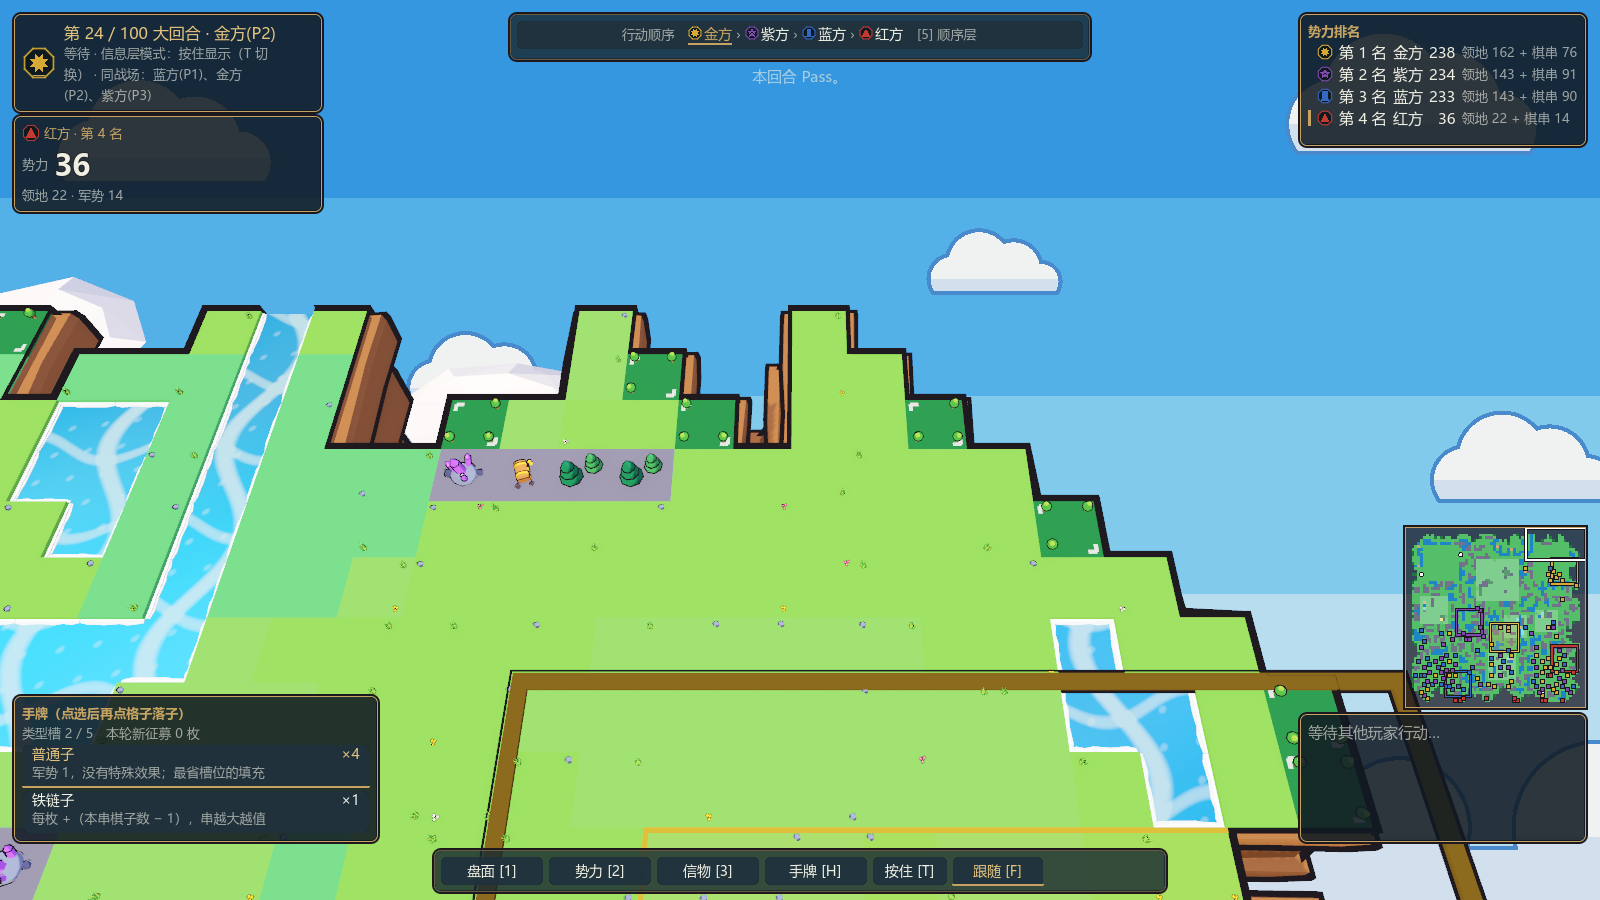 第 24 / 100 大回合 · 金方(P2)
等待 · 信息层模式：按住显示（T 切
换） · 同战场：蓝方(P1)、金方
(P2)、紫方(P3)
红方 · 第 4 名
势力 36
领地 22 · 军势 14
行动顺序 金方 › 紫方 › 蓝方 › 红方 [5] 顺序层
本回合 Pass。
势力排名
第 1 名 金方 238 领地 162 + 棋串 76
第 2 名 紫方 234 领地 143 + 棋串 91
第 3 名 蓝方 233 领地 143 + 棋串 90
第 4 名 红方 36 领地 22 + 棋串 14
手牌（点选后再点格子落子）
类型槽 2 / 5 本轮新征募 0 枚
普通子 ×4
军势 1，没有特殊效果；最省槽位的填充
铁链子 ×1
每枚 +（本串棋子数 − 1），串越大越值
等待其他玩家行动...
盘面 [1] 势力 [2] 信物 [3] 手牌 [H] 按住 [T] 跟随 [F]